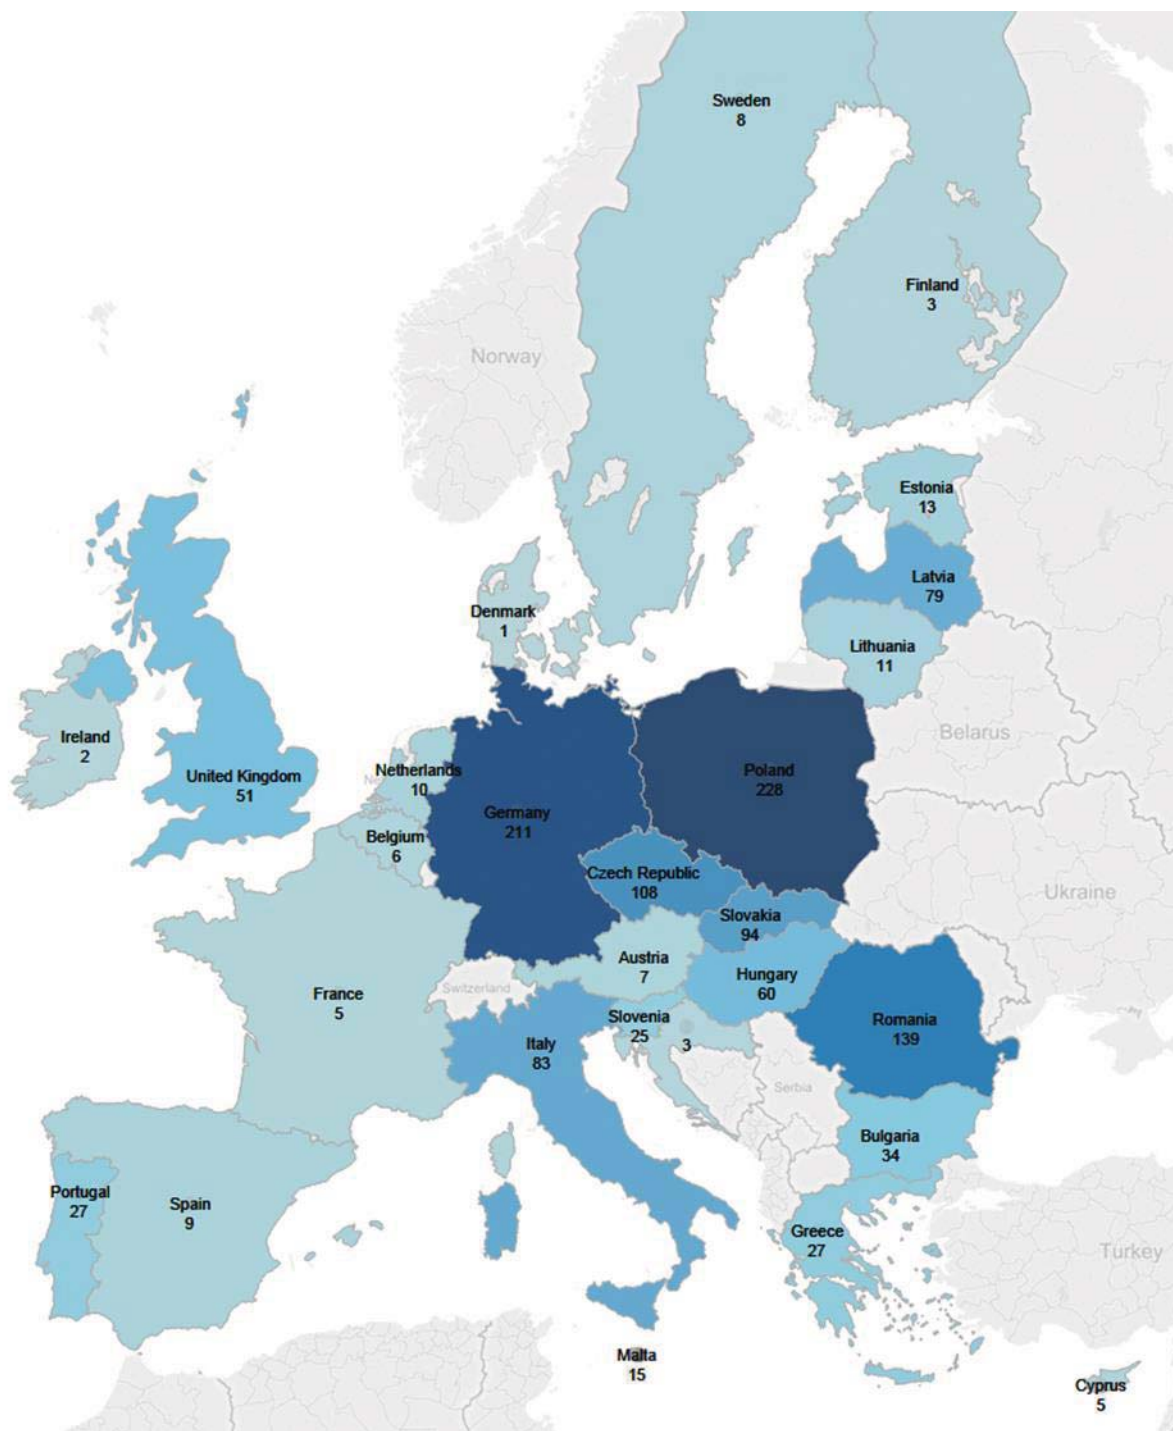 Sweden
8
Finland
3
Norway
Estonia
13
Latvia
79
Denmark
1
Lithuania
11
Belarus
Ireland
2
United Kingdom
51
Netherlands
10
Poland
228
Germany
211
Belgium
6
Czech Republic
108
Ukraine
Slovakia
94
Austria
7
Hungary
60
Switzerland
France
5
Slovenia
25
3
Romania
139
Italy
83
Serbia
Bulgaria
34
Portugal
27
Spain
9
Greece
27
Turkey
Malta
15
Cyprus
5